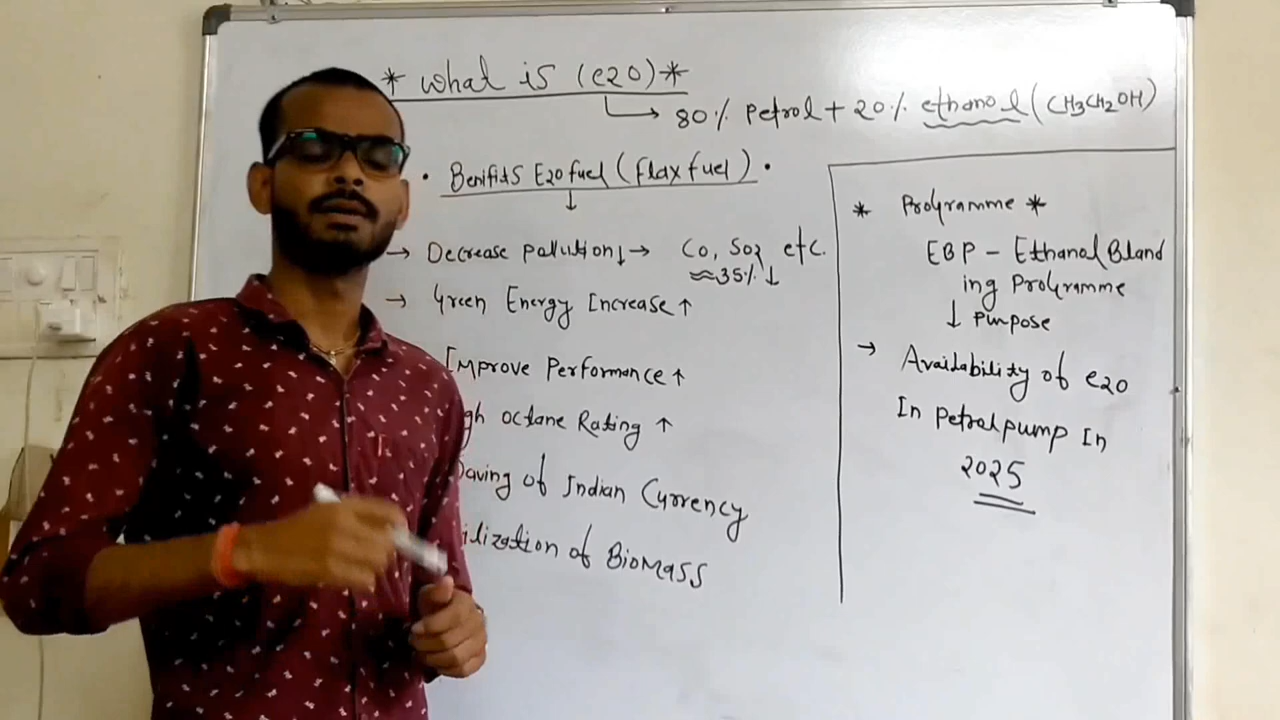 * What is (e20) *
80% Petrol + 20% ethanol (CH3CH2OH)
• Benifits E20 fuel (flax fuel) •
↓
→ Decrease pallution↓ → Co, SO2 etc.
≈35% ↓
→ Green Energy Increase ↑
Improve Performance ↑
gh octane Rating ↑
Saving of Indian Currency
ilization of BioMass
* Programme *
EBP - Ethanal Bland
ing Programme
↓ Purpose
→ Availability of e20
In Petrolpump In
2025